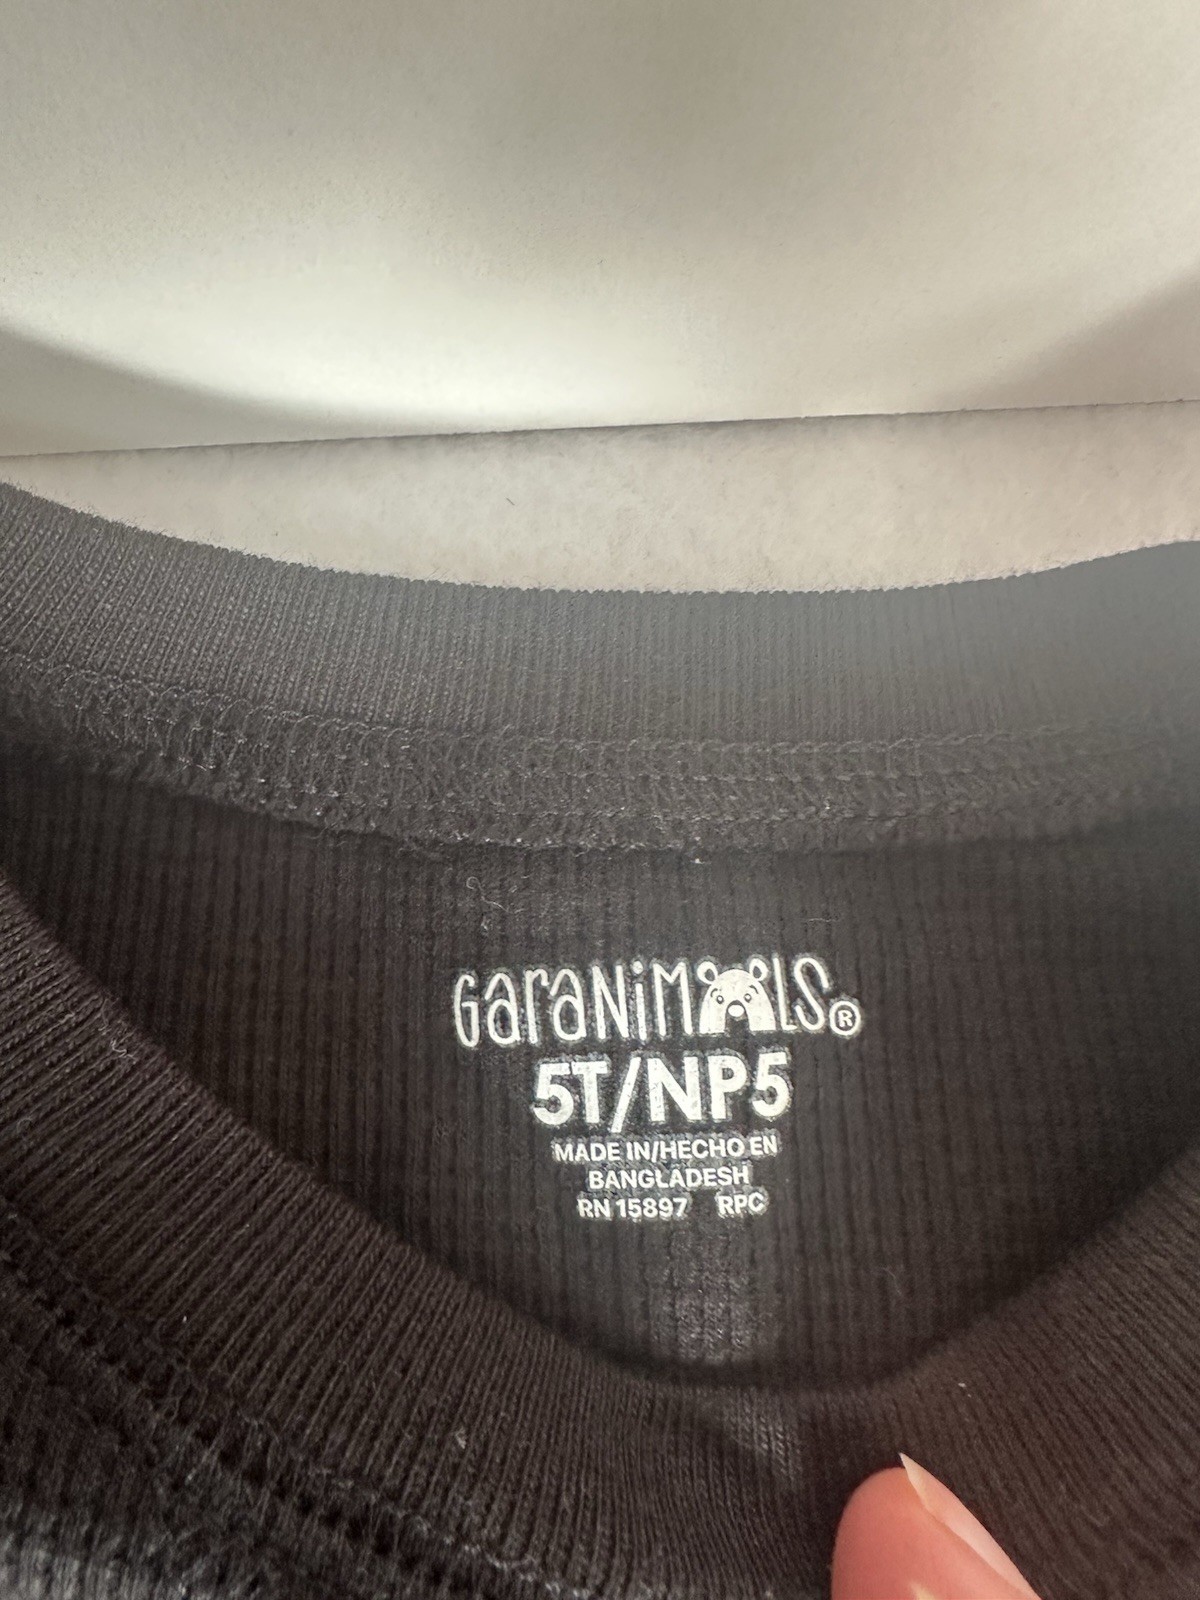 GaraNiMALS®
5T/NP5
MADE IN/HECHO EN
BANGLADESH
RN 15897 RPC